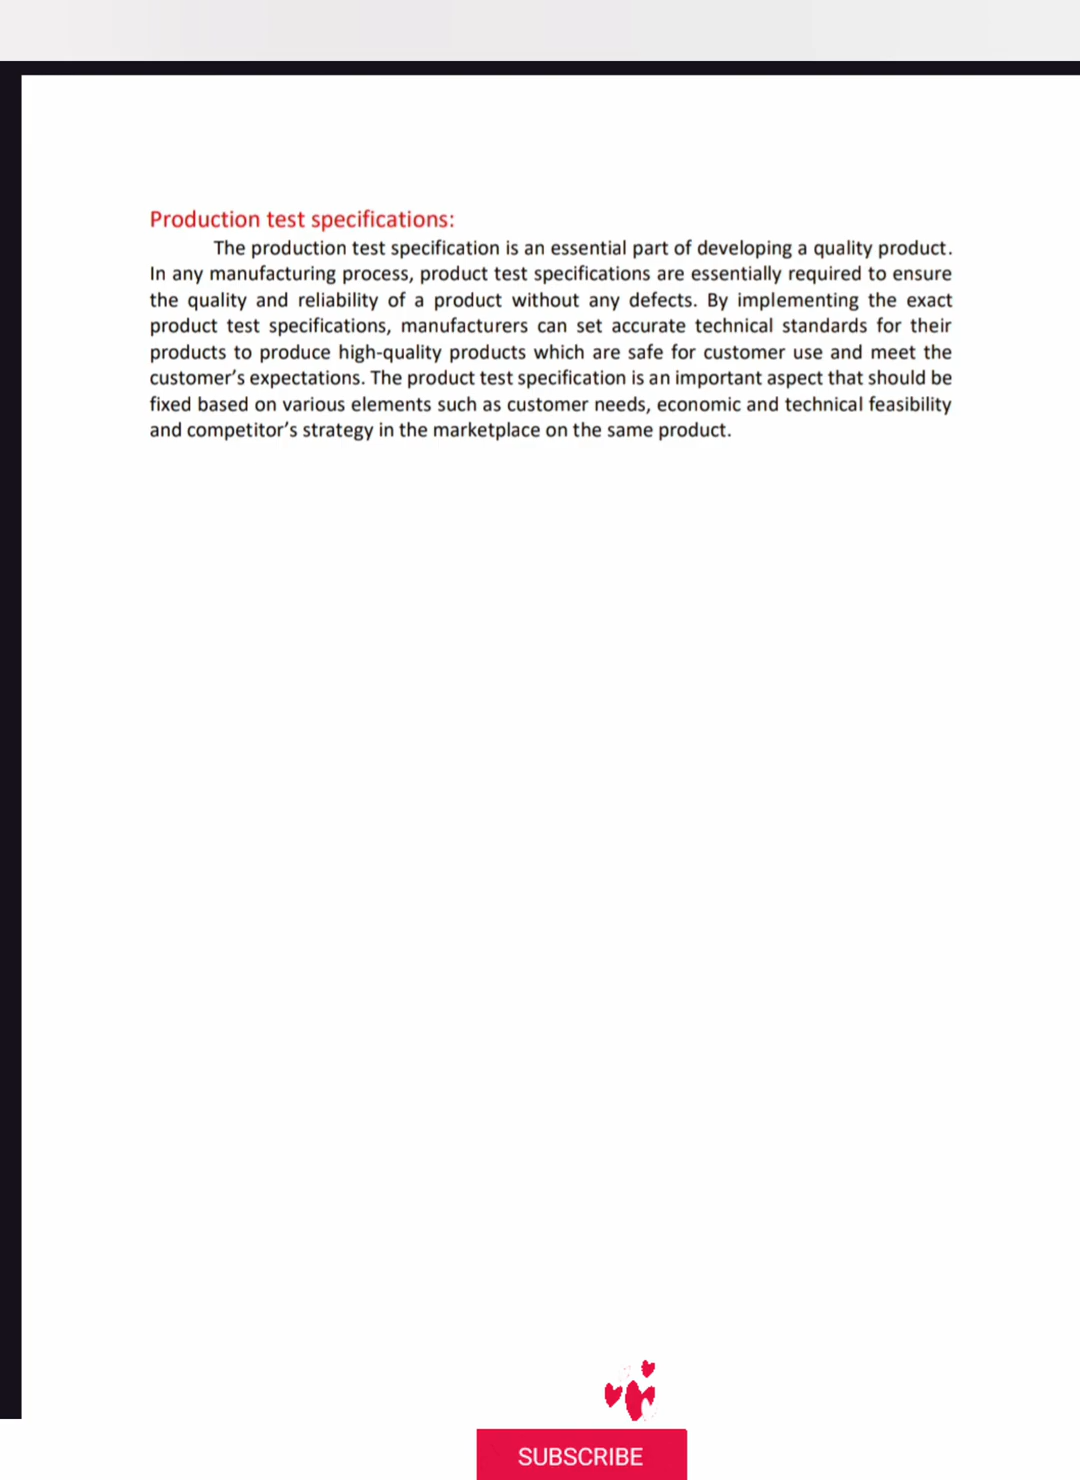 Production test specifications:
The production test specification is an essential part of developing a quality product.
In any manufacturing process, product test specifications are essentially required to ensure
the quality and reliability of a product without any defects. By implementing the exact
product test specifications, manufacturers can set accurate technical standards for their
products to produce high-quality products which are safe for customer use and meet the
customer’s expectations. The product test specification is an important aspect that should be
fixed based on various elements such as customer needs, economic and technical feasibility
and competitor’s strategy in the marketplace on the same product.
SUBSCRIBE